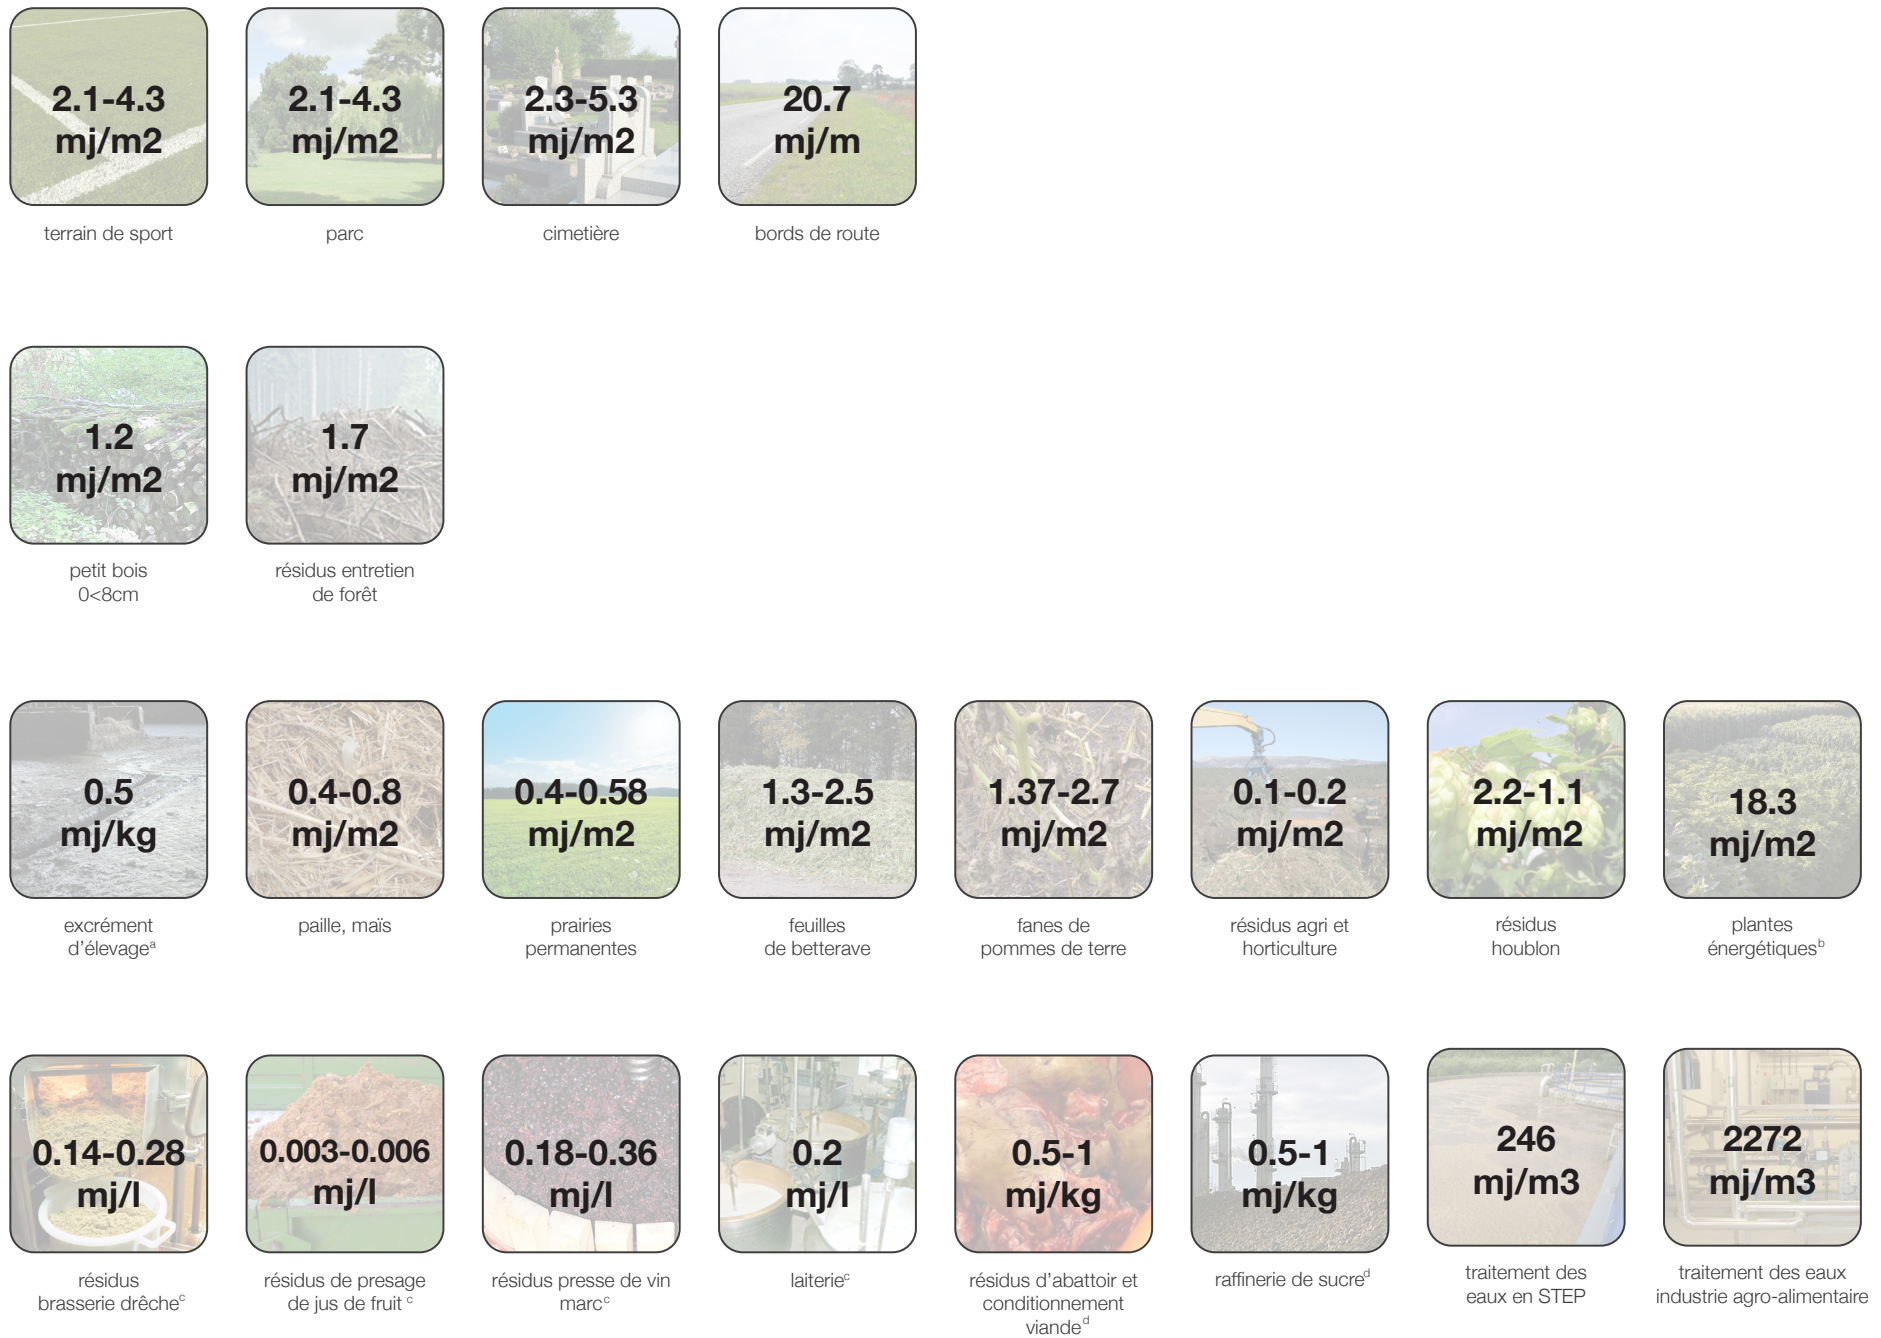 2.1-4.3
mj/m2
terrain de sport
2.1-4.3
mj/m2
parc
2.3-5.3
mj/m2
cimetière
20.7
mj/m
bords de route
1.2
mj/m2
petit bois
0<8cm
1.7
mj/m2
résidus entretien
de forêt
0.5
mj/kg
excrément
d'élevageᵃ
0.4-0.8
mj/m2
paille, maïs
0.4-0.58
mj/m2
prairies
permanentes
1.3-2.5
mj/m2
feuilles
de betterave
1.37-2.7
mj/m2
fanes de
pommes de terre
0.1-0.2
mj/m2
résidus agri et
horticulture
2.2-1.1
mj/m2
résidus
houblon
18.3
mj/m2
plantes
énergétiquesᵇ
0.14-0.28
mj/l
résidus
brasserie drêcheᶜ
0.003-0.006
mj/l
résidus de presage
de jus de fruit ᶜ
0.18-0.36
mj/l
résidus presse de vin
marcᶜ
0.2
mj/l
laiterieᶜ
0.5-1
mj/kg
résidus d'abattoir et
conditionnement
viandeᵈ
0.5-1
mj/kg
raffinerie de sucreᵈ
246
mj/m3
traitement des
eaux en STEP
2272
mj/m3
traitement des eaux
industrie agro-alimentaire